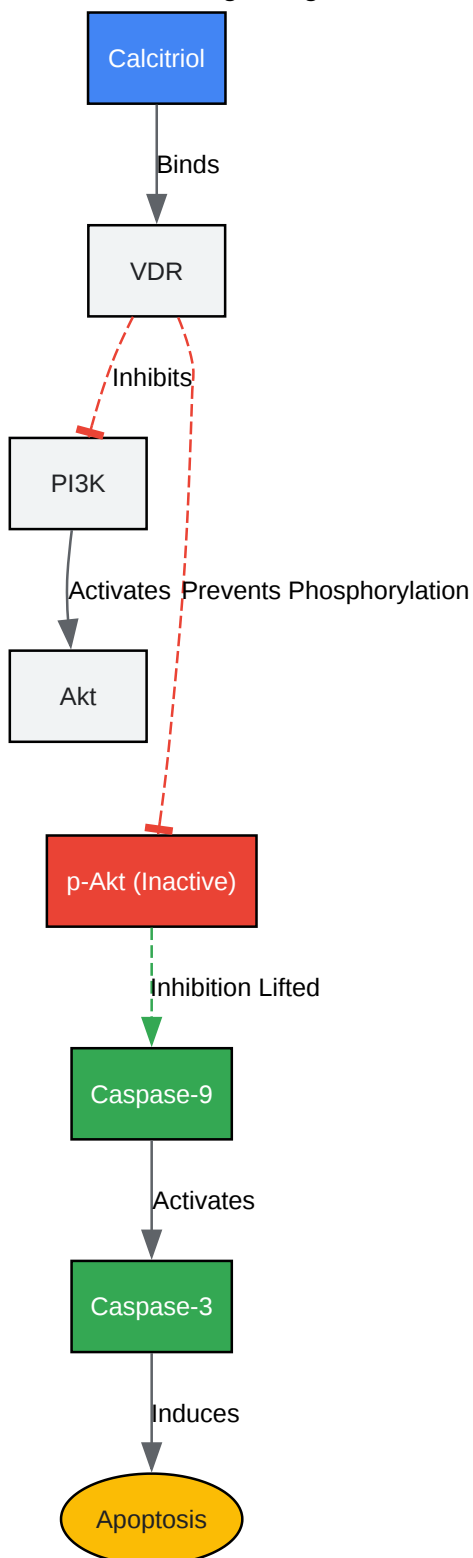 Calcitriol
Binds
VDR
Inhibits
PI3K
Activates
Prevents Phosphorylation
Akt
p-Akt (Inactive)
Inhibition Lifted
Caspase-9
Activates
Caspase-3
Induces
Apoptosis